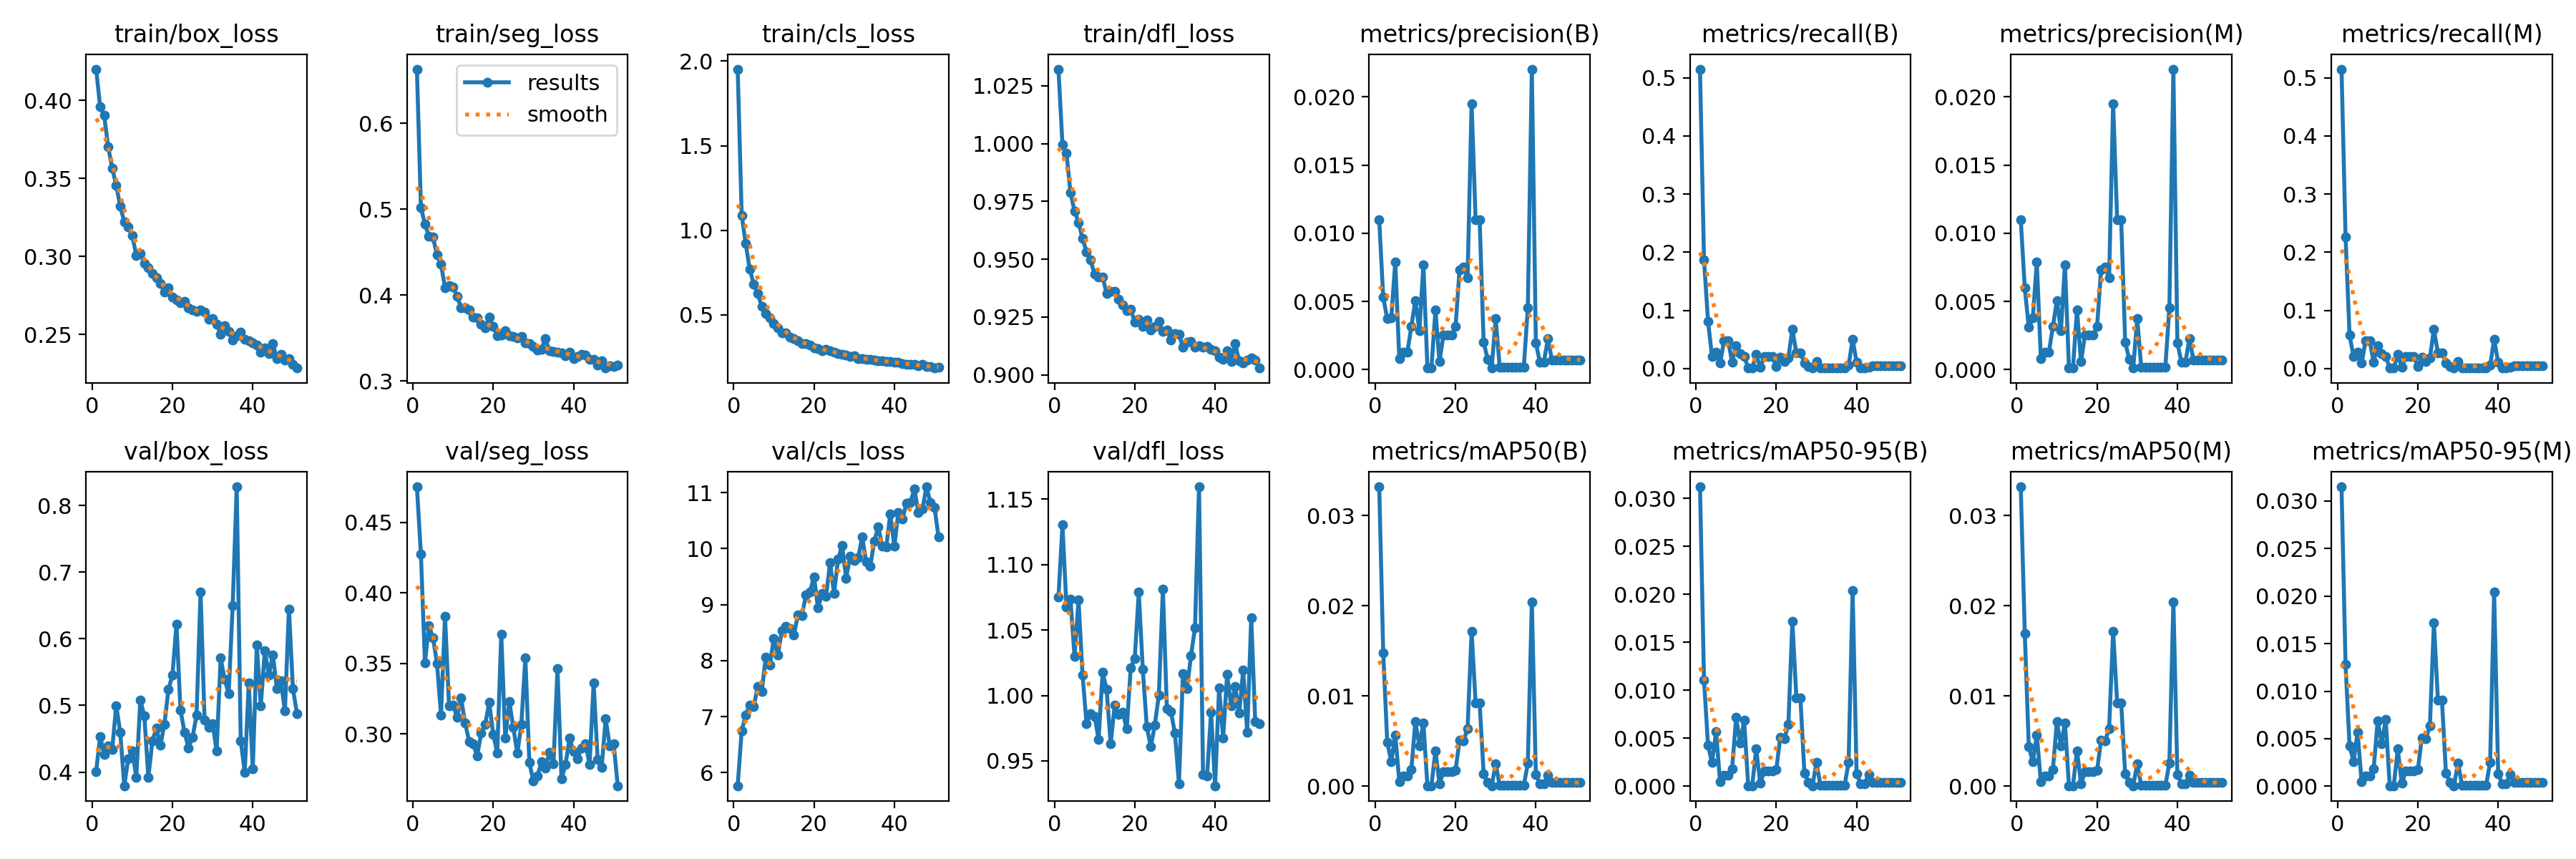 train/box_loss
0.40
0.35
0.30
0.25
0 20 40
train/seg_loss
results
smooth
0.6
0.5
0.4
0.3
0 20 40
train/cls_loss
2.0
1.5
1.0
0.5
0 20 40
train/dfl_loss
1.025
1.000
0.975
0.950
0.925
0.900
0 20 40
metrics/precision(B)
0.020
0.015
0.010
0.005
0.000
0 20 40
metrics/recall(B)
0.5
0.4
0.3
0.2
0.1
0.0
0 20 40
metrics/precision(M)
0.020
0.015
0.010
0.005
0.000
0 20 40
metrics/recall(M)
0.5
0.4
0.3
0.2
0.1
0.0
0 20 40
val/box_loss
0.8
0.7
0.6
0.5
0.4
0 20 40
val/seg_loss
0.45
0.40
0.35
0.30
0 20 40
val/cls_loss
11
10
9
8
7
6
0 20 40
val/dfl_loss
1.15
1.10
1.05
1.00
0.95
0 20 40
metrics/mAP50(B)
0.03
0.02
0.01
0.00
0 20 40
metrics/mAP50-95(B)
0.030
0.025
0.020
0.015
0.010
0.005
0.000
0 20 40
metrics/mAP50(M)
0.03
0.02
0.01
0.00
0 20 40
metrics/mAP50-95(M)
0.030
0.025
0.020
0.015
0.010
0.005
0.000
0 20 40